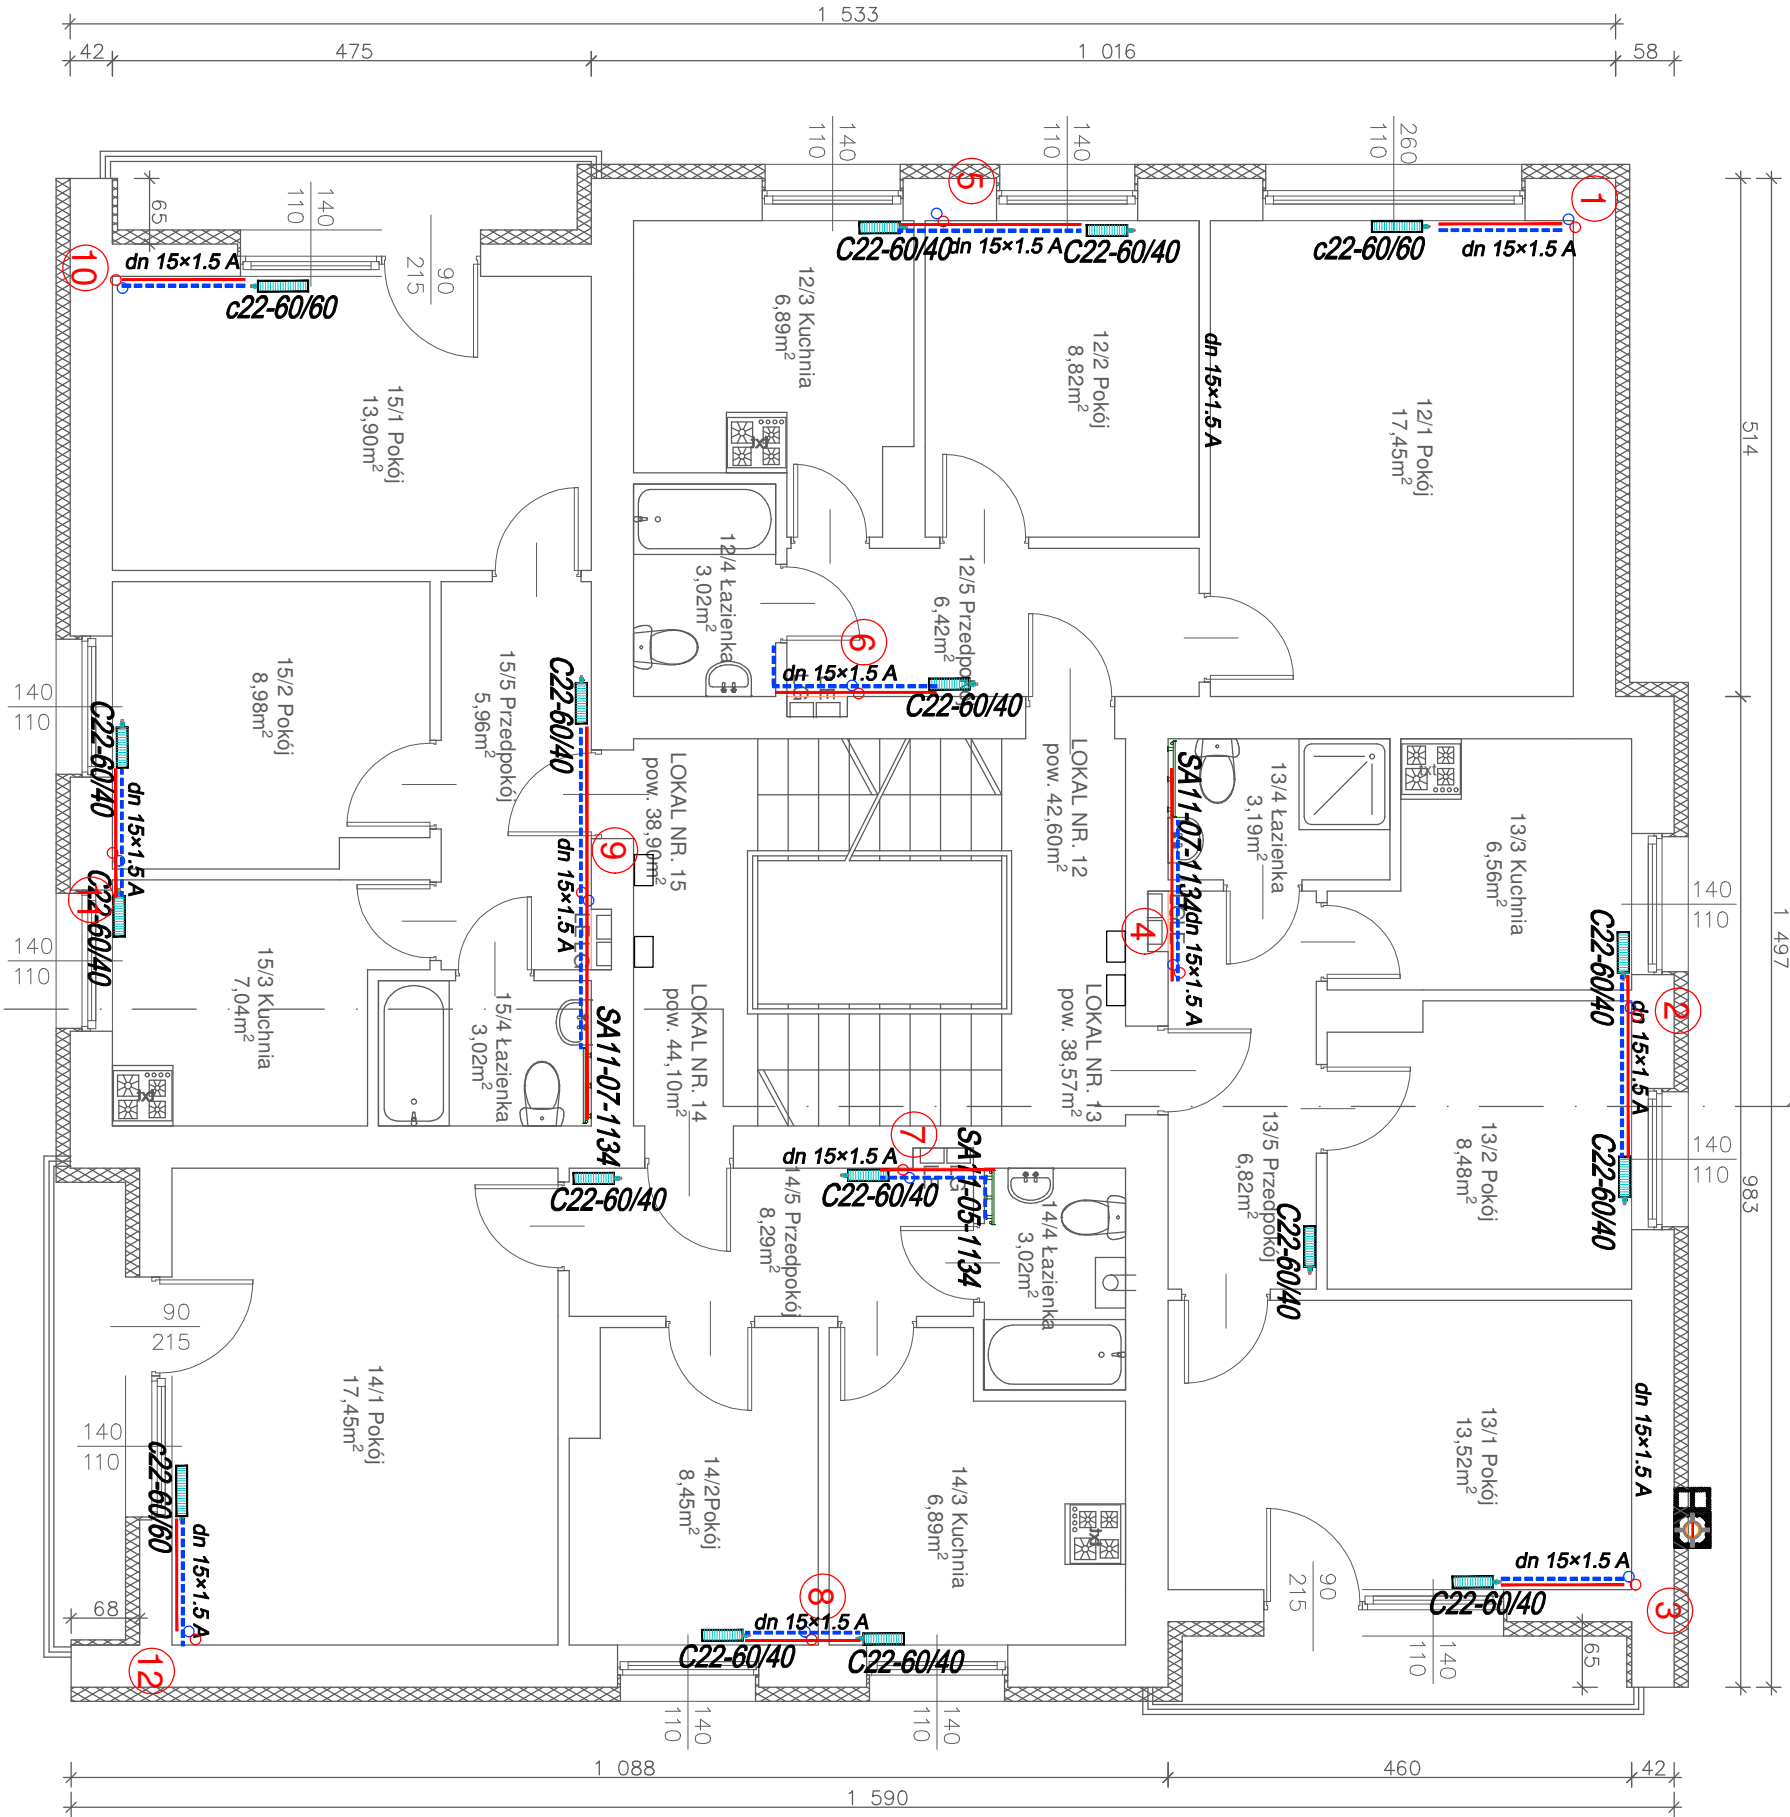 1 533
42
475
1 016
58
140
110
140
110
260
110
5
1
65
140
110
90
215
10
dn 15×1.5 A
c22-60/60
C22-60/40
dn 15×1.5 A
C22-60/40
c22-60/60
dn 15×1.5 A
12/3 Kuchnia
6,89m²
12/2 Pokój
8,82m²
dn 15×1.5 A
12/1 Pokój
17,45m²
15/1 Pokój
13,90m²
514
txt
12/4 Łazienka
3,02m²
12/5 Przedpokój
6,42m²
6
dn 15×1.5 A
C22-60/40
15/2 Pokój
8,98m²
15/5 Przedpokój
5,96m²
C22-60/40
140
110
C22-60/40
dn 15×1.5 A
LOKAL NR. 15
pow. 38,90m²
LOKAL NR. 12
pow. 42,60m²
SA11-07-1134
13/4 Łazienka
3,19m²
txt
13/3 Kuchnia
6,56m²
9
dn 15×1.5 A
11
C22-60/40
140
110
4
dn 15×1.5 A
140
110
C22-60/40
2
dn 15×1.5 A
1 497
15/3 Kuchnia
7,04m²
15/4 Łazienka
3,02m²
SA11-07-1134
LOKAL NR. 14
pow. 44,10m²
LOKAL NR. 13
pow. 38,57m²
txt
7
dn 15×1.5 A
C22-60/40
SA11-05-1134
C22-60/40
14/5 Przedpokój
8,29m²
14/4 Łazienka
3,02m²
13/5 Przedpokój
6,82m²
C22-60/40
13/2 Pokój
8,48m²
C22-60/40
140
110
983
90
215
14/1 Pokój
17,45m²
140
110
c22-60/60
dn 15×1.5 A
14/2Pokój
8,45m²
14/3 Kuchnia
6,89m²
txt
13/1 Pokój
13,52m²
dn 15×1.5 A
90
215
dn 15×1.5 A
C22-60/40
3
8
dn 15×1.5 A
C22-60/40
C22-60/40
68
12
140
110
65
140
110
140
110
1 088
460
42
1 590